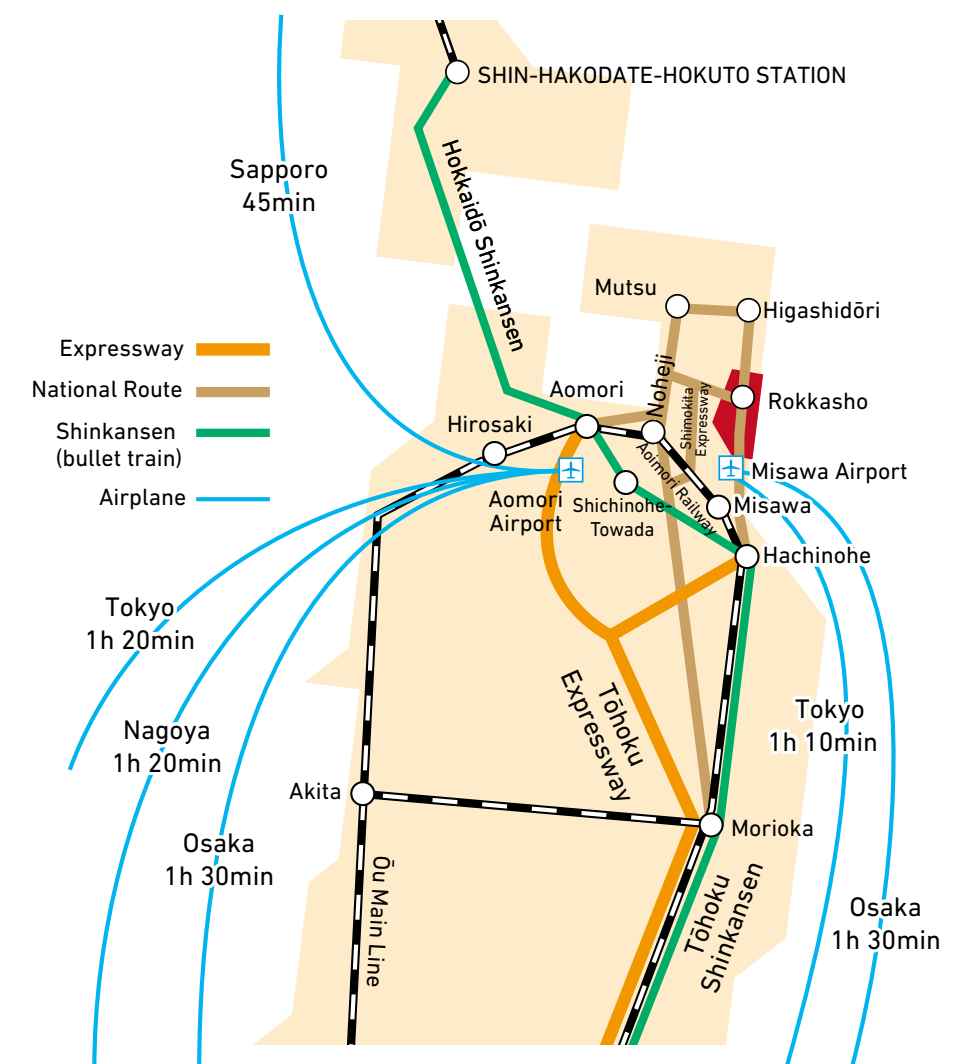 SHIN-HAKODATE-HOKUTO STATION
Sapporo
45min
Hokkaidō Shinkansen
Mutsu
Higashidōri
Expressway
National Route
Shinkansen
(bullet train)
Airplane
Aomori
Noheji
Shimokita
Expressway
Rokkasho
Hirosaki
Aoimori Railway
Misawa Airport
Aomori
Airport
Shichinohe-
Towada
Misawa
Hachinohe
Tokyo
1h 20min
Tōhoku
Expressway
Nagoya
1h 20min
Tokyo
1h 10min
Akita
Morioka
Osaka
1h 30min
Ōu Main Line
Tōhoku
Shinkansen
Osaka
1h 30min